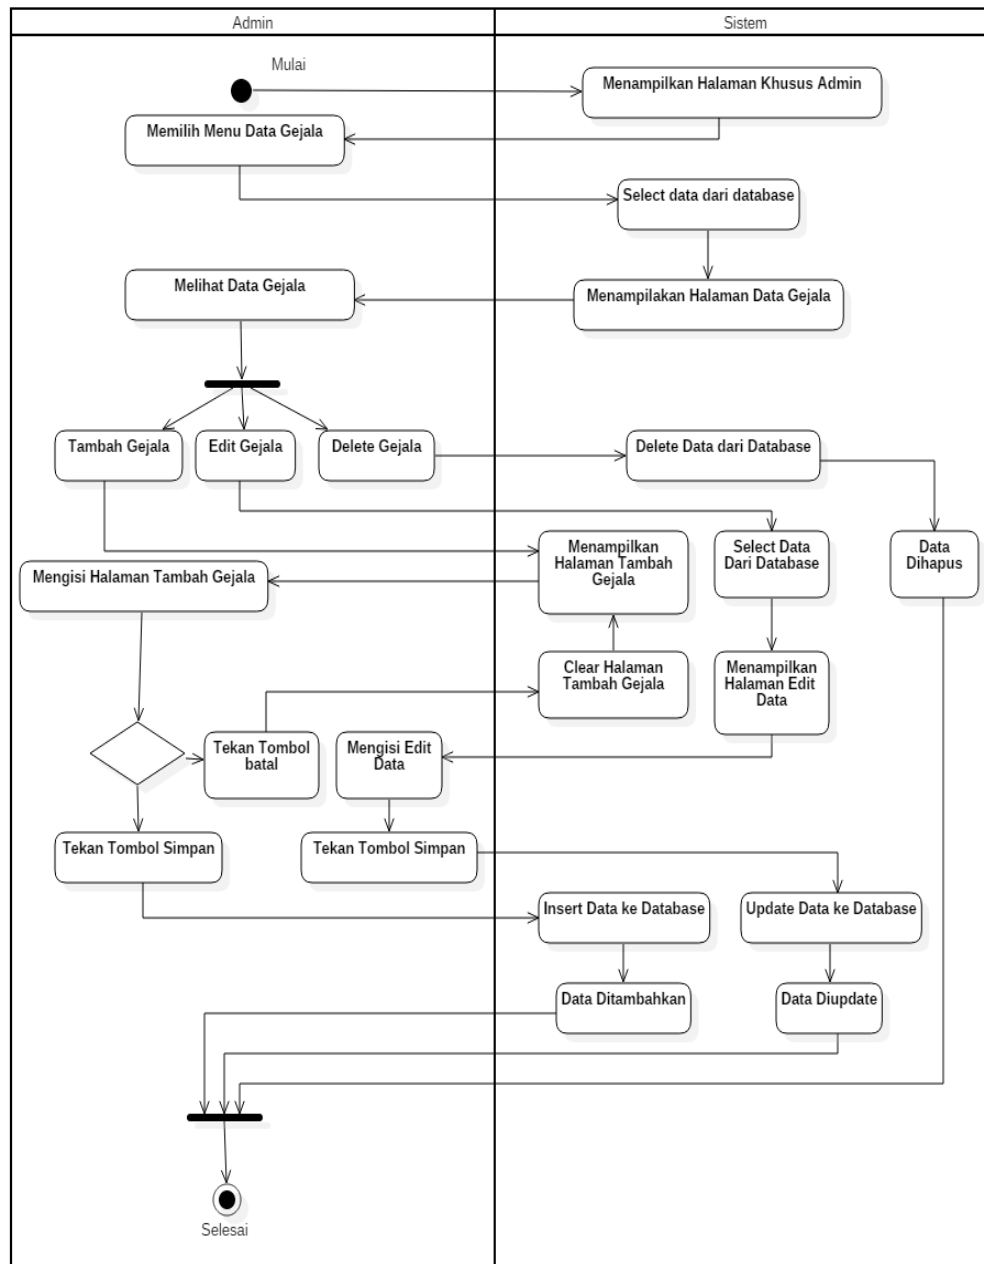 Admin
Sistem
Mulai
Menampilkan Halaman Khusus Admin
Memilih Menu Data Gejala
Select data dari database
Melihat Data Gejala
Menampilakan Halaman Data Gejala
Tambah Gejala
Edit Gejala
Delete Gejala
Delete Data dari Database
Menampilkan
Halaman Tambah
Gejala
Select Data
Dari Database
Data
Dihapus
Mengisi Halaman Tambah Gejala
Clear Halaman
Tambah Gejala
Menampilkan
Halaman Edit
Data
Tekan Tombol
batal
Mengisi Edit
Data
Tekan Tombol Simpan
Tekan Tombol Simpan
Insert Data ke Database
Update Data ke Database
Data Ditambahkan
Data Diupdate
Selesai